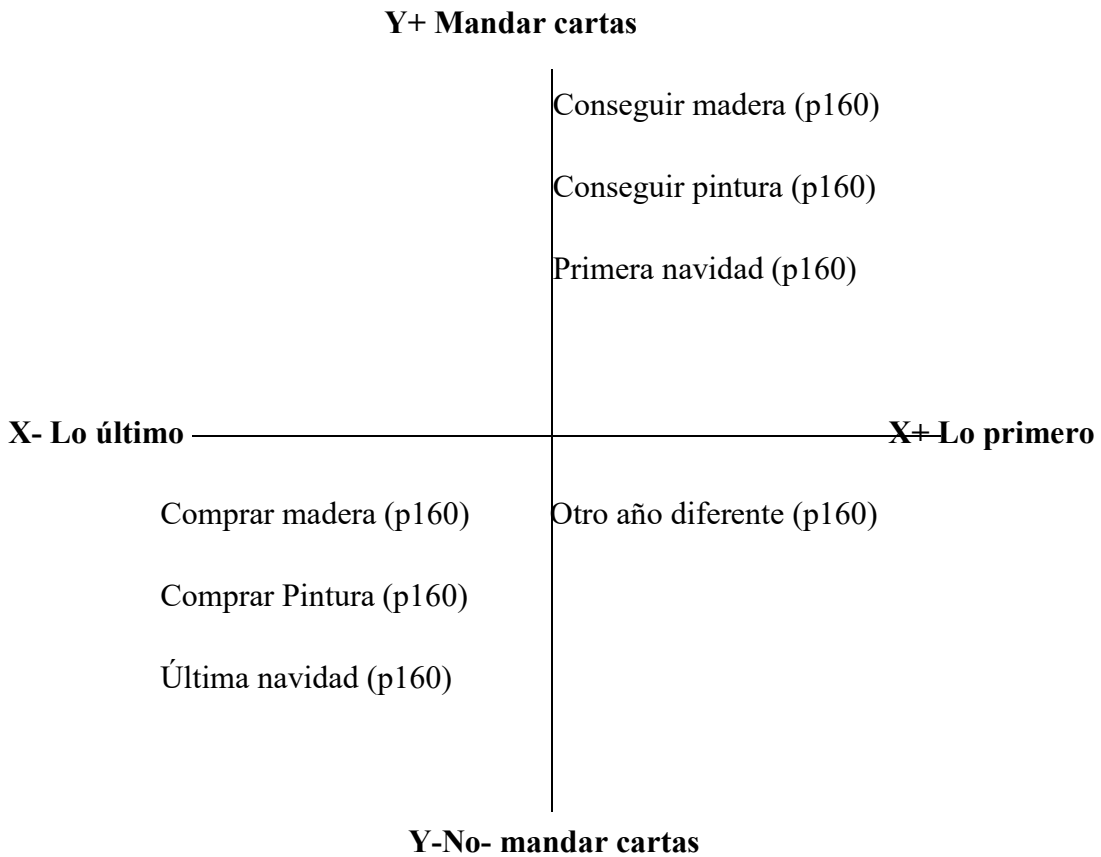 Y+ Mandar cartas
Conseguir madera (p160)
Conseguir pintura (p160)
Primera navidad (p160)
X- Lo último
X+ Lo primero
Comprar madera (p160)
Otro año diferente (p160)
Comprar Pintura (p160)
Última navidad (p160)
Y-No- mandar cartas